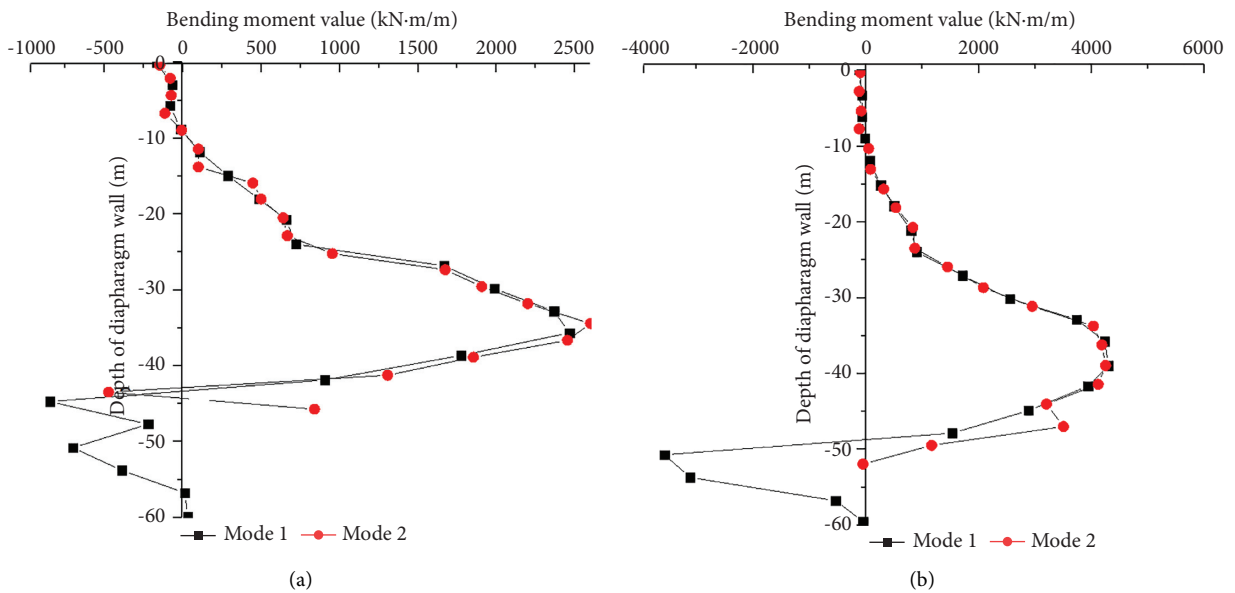 Bending moment value (kN·m/m)
-1000 -500 0 500 1000 1500 2000 2500
0
-10
-20
-30
-40
-50
-60
Depth of diapharagm wall (m)
Mode 1 Mode 2
(a)
Bending moment value (kN·m/m)
-4000 -2000 0 2000 4000 6000
0
-10
-20
-30
-40
-50
-60
Depth of diapharagm wall (m)
Mode 1 Mode 2
(b)